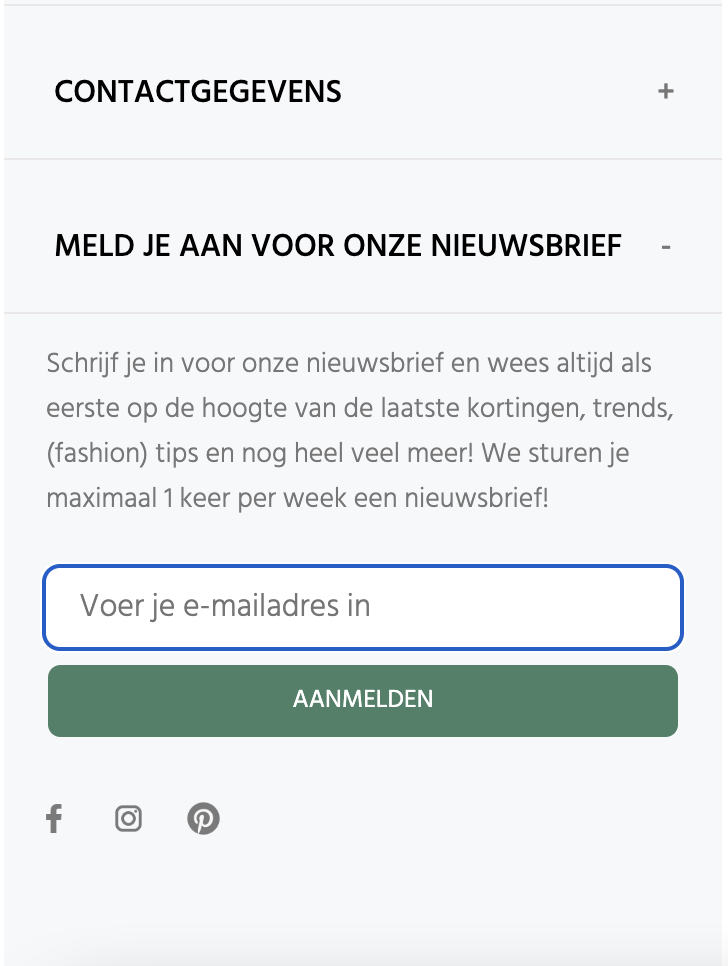 CONTACTGEGEVENS +
MELD JE AAN VOOR ONZE NIEUWSBRIEF -
Schrijf je in voor onze nieuwsbrief en wees altijd als
eerste op de hoogte van de laatste kortingen, trends,
(fashion) tips en nog heel veel meer! We sturen je
maximaal 1 keer per week een nieuwsbrief!
Voer je e-mailadres in
AANMELDEN